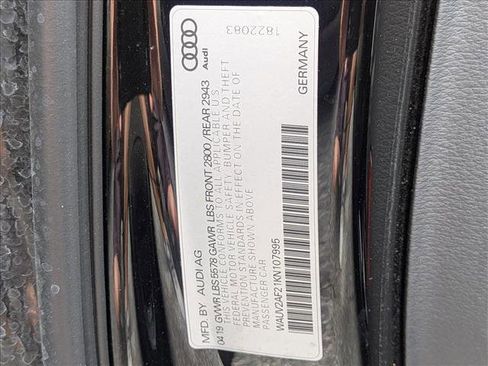 MFD. BY AUDI AG
04 19 GVWR LBS 5578 GAWR LBS FRONT 2800 / REAR 2943
THIS VEHICLE CONFORMS TO ALL APPLICABLE U.S.
FEDERAL MOTOR VEHICLE SAFETY, BUMPER AND THEFT
PREVENTION STANDARDS IN EFFECT ON THE DATE OF
MANUFACTURE SHOWN ABOVE.
PASSENGER CAR
WAUV2AF21KN107995
GERMANY
Audi
1822083